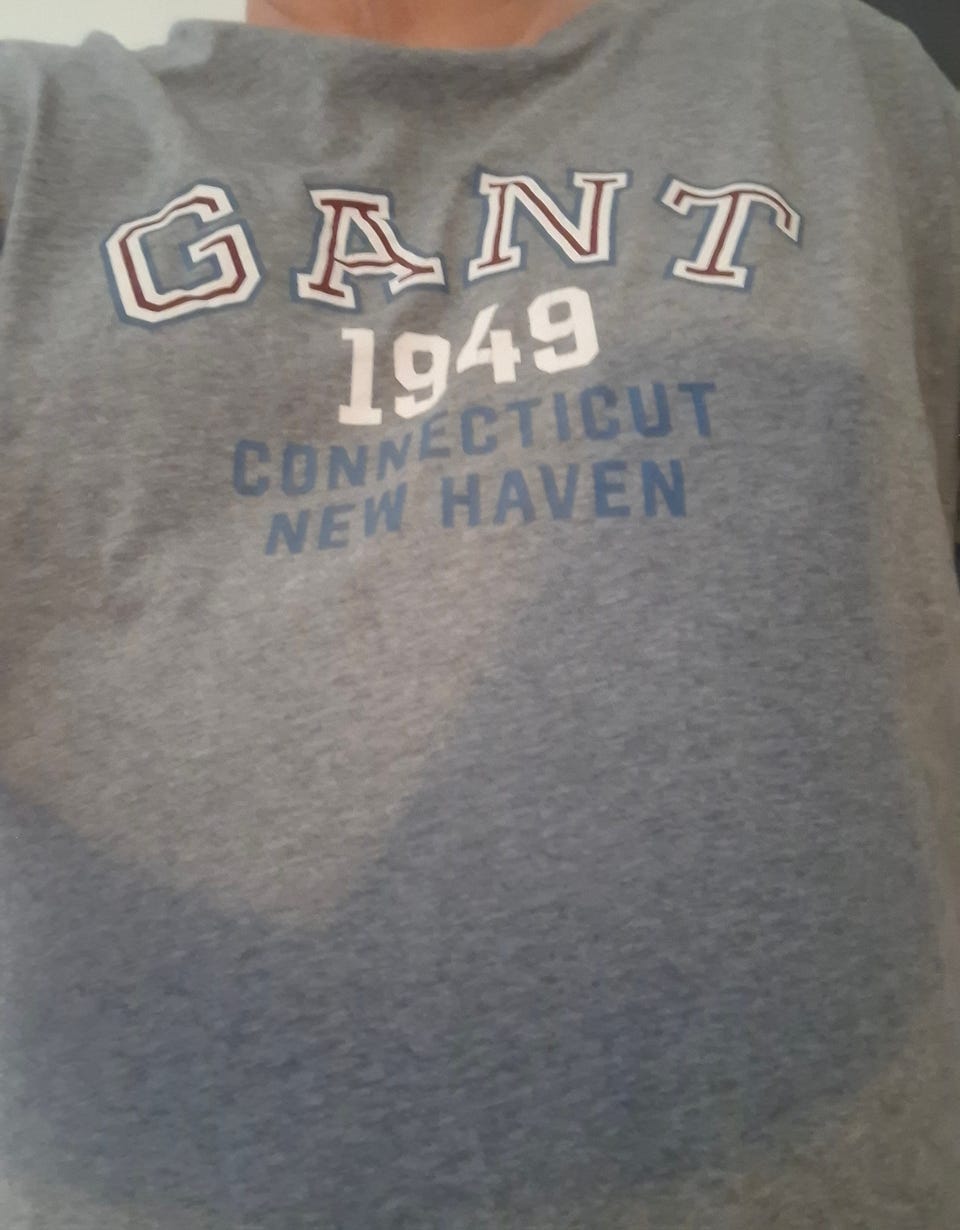 GANT
1949
CONNECTICUT
NEW HAVEN